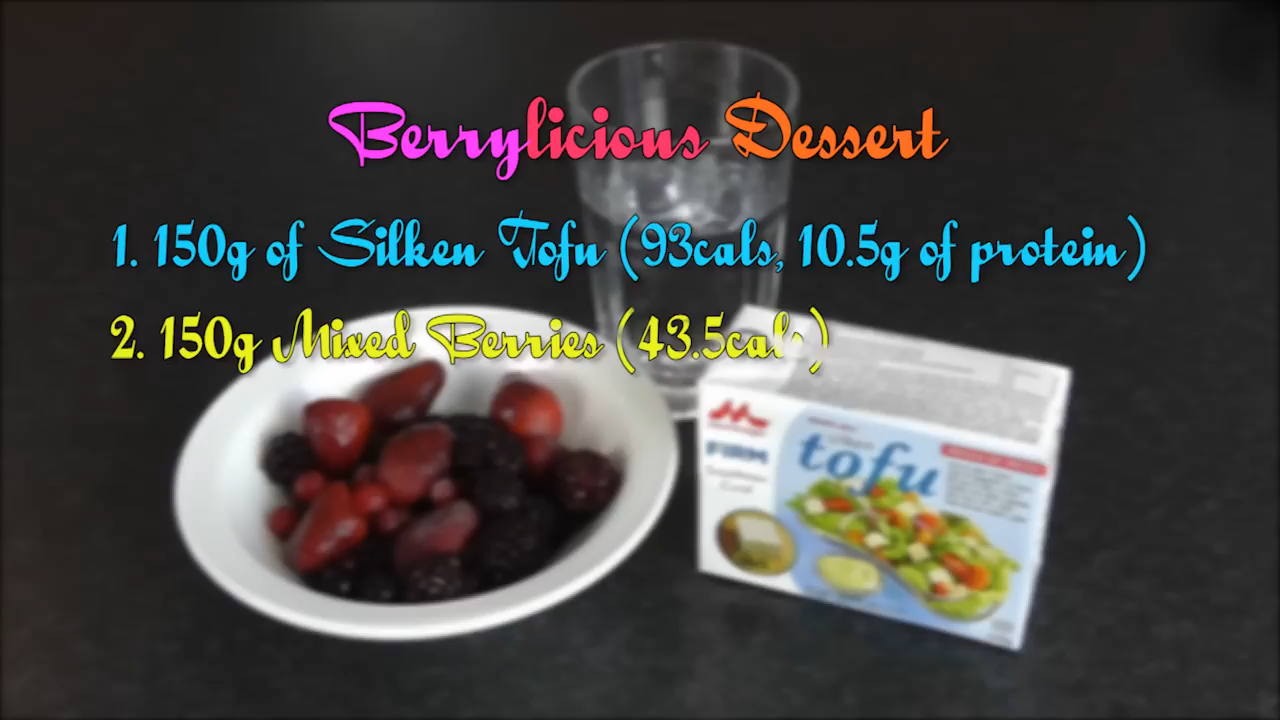 Berrylicious Dessert
1. 150g of Silken Tofu (93cals, 10.5g of protein)
2. 150g Mixed Berries (43.5cals)
FIRM
tofu